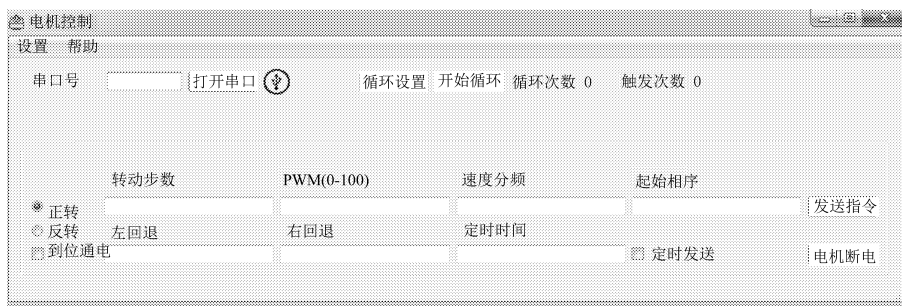 电机控制
设置 帮助
串口号 打开串口 循环设置 开始循环 循环次数 0 触发次数 0
转动步数 PWM(0-100) 速度分频 起始相序
正转 发送指令
反转 左回退 右回退 定时时间
到位通电 定时发送 电机断电